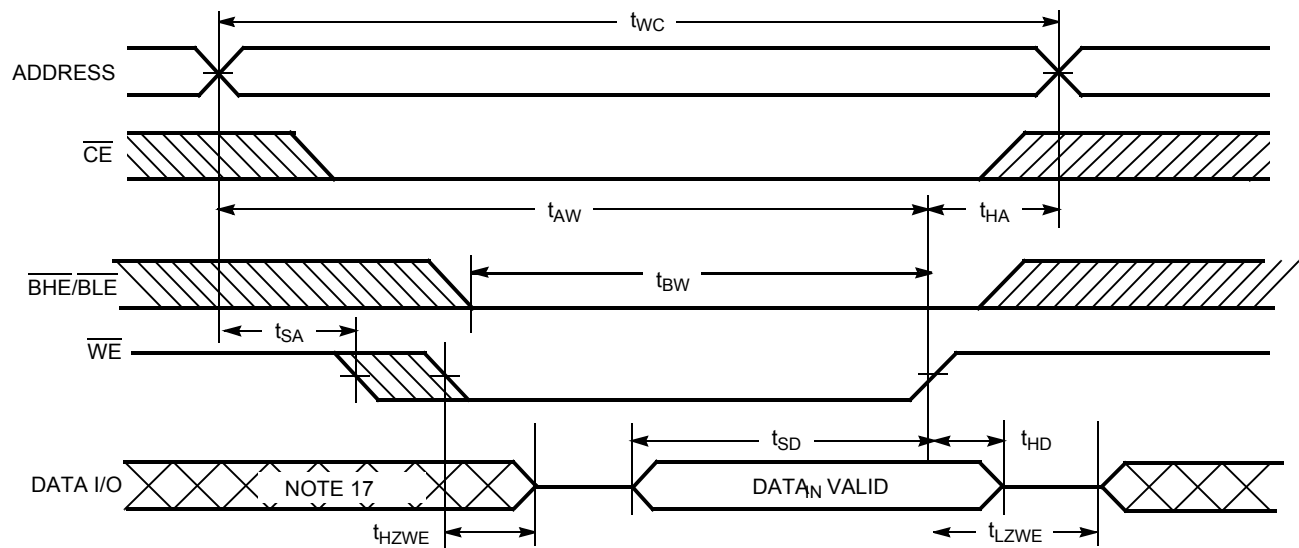 tWC
ADDRESS
CE
tAW
tHA
BHE/BLE
tBW
tSA
WE
tSD
tHD
DATA I/O
NOTE 17
DATAIN VALID
tHZWE
tLZWE